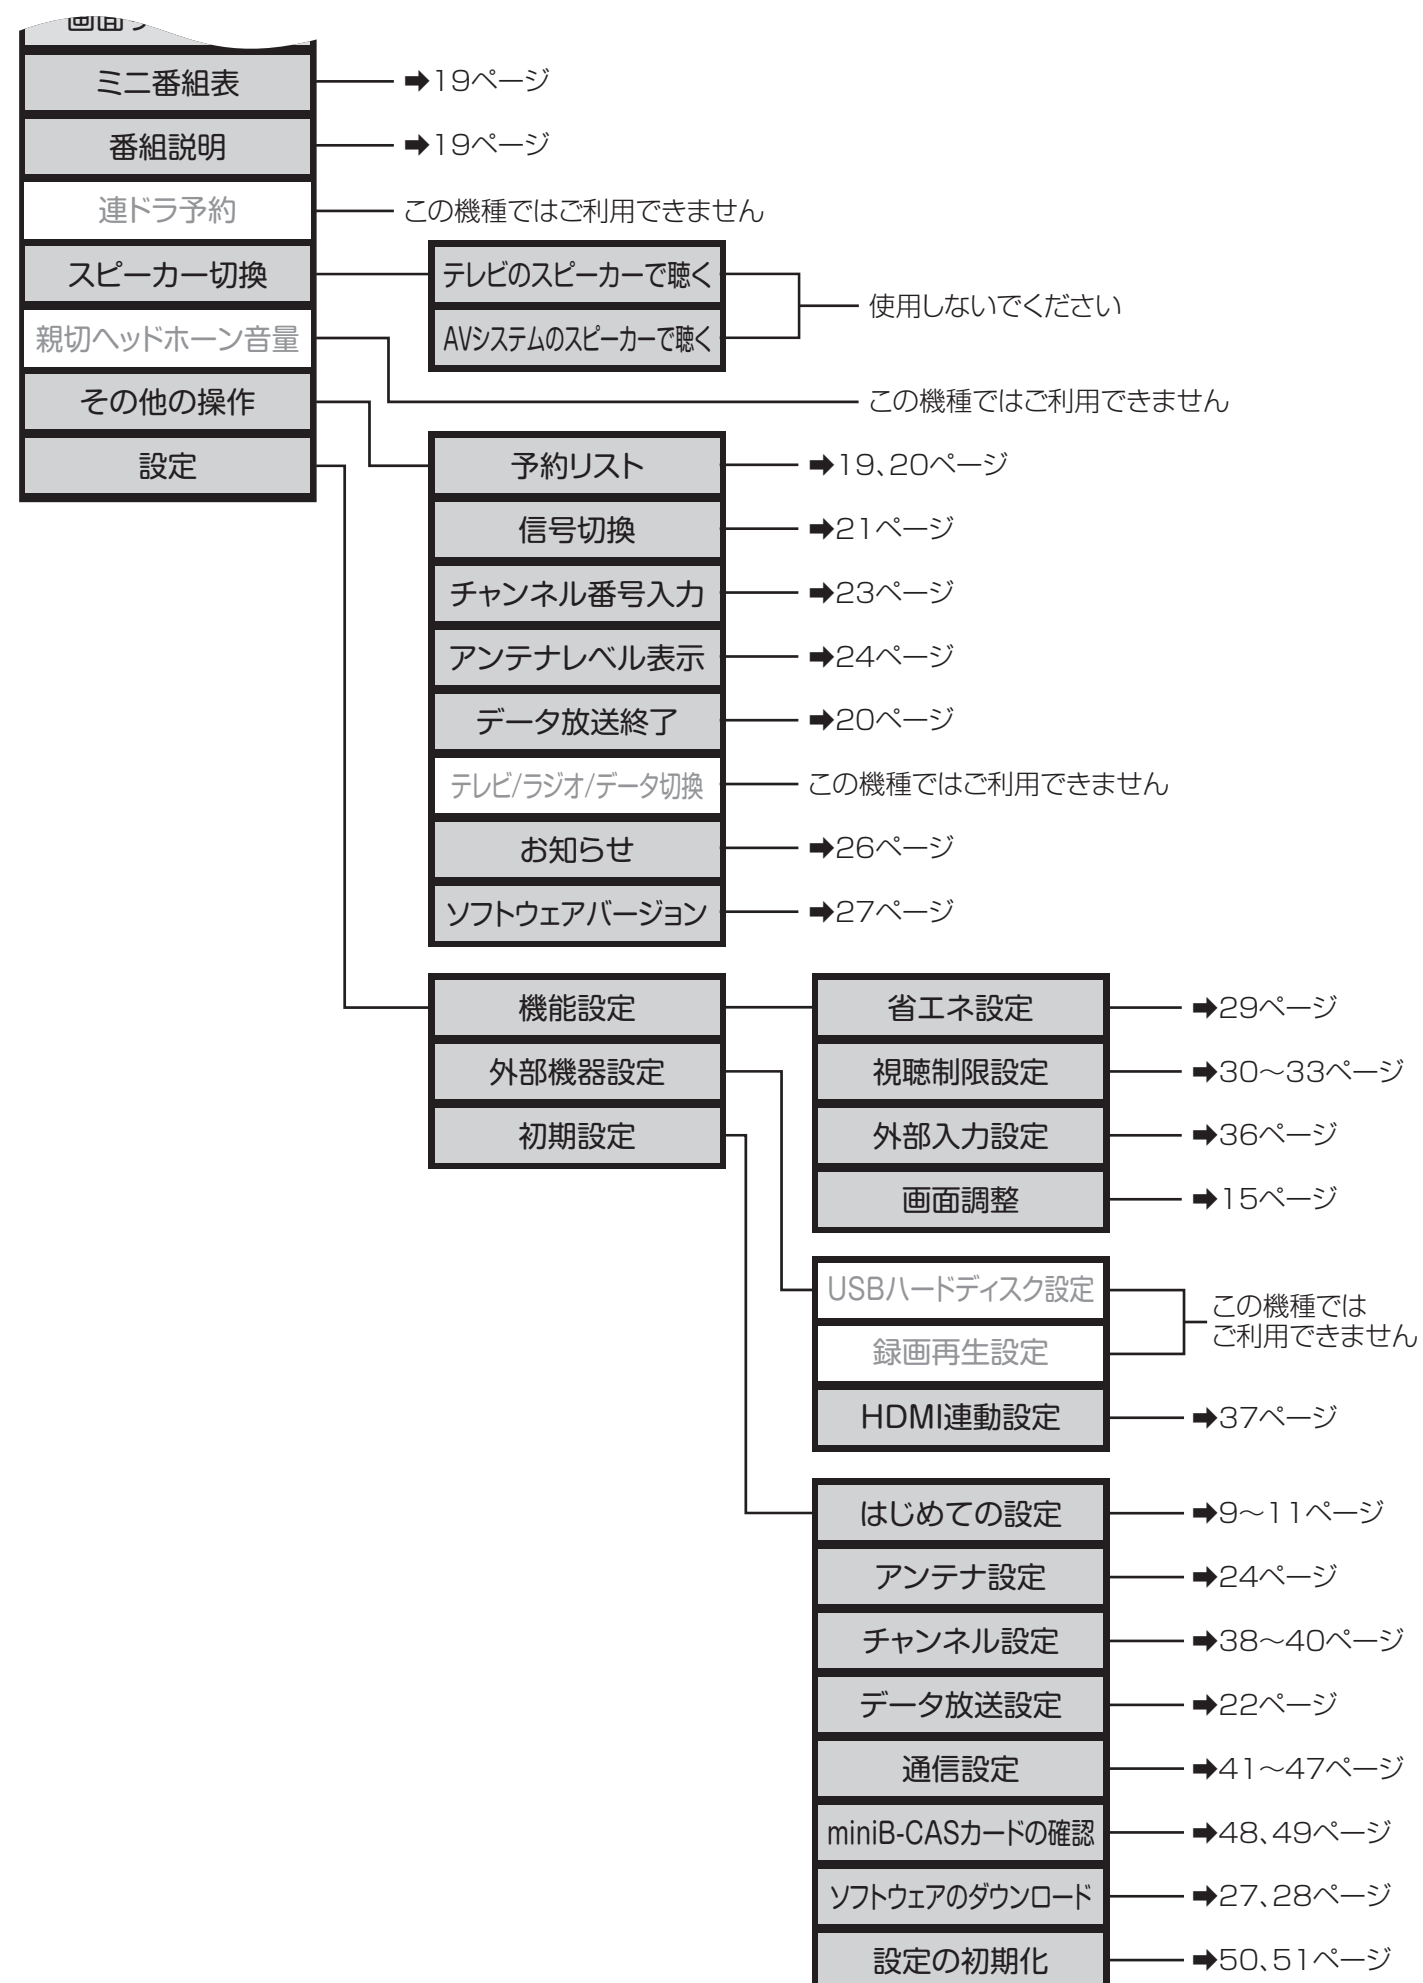 ミニ番組表
➡19ページ
番組説明
➡19ページ
連ドラ予約
この機種ではご利用できません
スピーカー切換
テレビのスピーカーで聴く
AVシステムのスピーカーで聴く
使用しないでください
親切ヘッドホーン音量
この機種ではご利用できません
その他の操作
予約リスト
➡19、20ページ
信号切換
➡21ページ
チャンネル番号入力
➡23ページ
アンテナレベル表示
➡24ページ
データ放送終了
➡20ページ
テレビ/ラジオ/データ切換
この機種ではご利用できません
お知らせ
➡26ページ
ソフトウェアバージョン
➡27ページ
設定
機能設定
省エネ設定
➡29ページ
視聴制限設定
➡30〜33ページ
外部入力設定
➡36ページ
画面調整
➡15ページ
外部機器設定
USBハードディスク設定
録画再生設定
この機種では
ご利用できません
HDMI連動設定
➡37ページ
初期設定
はじめての設定
➡9〜11ページ
アンテナ設定
➡24ページ
チャンネル設定
➡38〜40ページ
データ放送設定
➡22ページ
通信設定
➡41〜47ページ
miniB-CASカードの確認
➡48、49ページ
ソフトウェアのダウンロード
➡27、28ページ
設定の初期化
➡50、51ページ